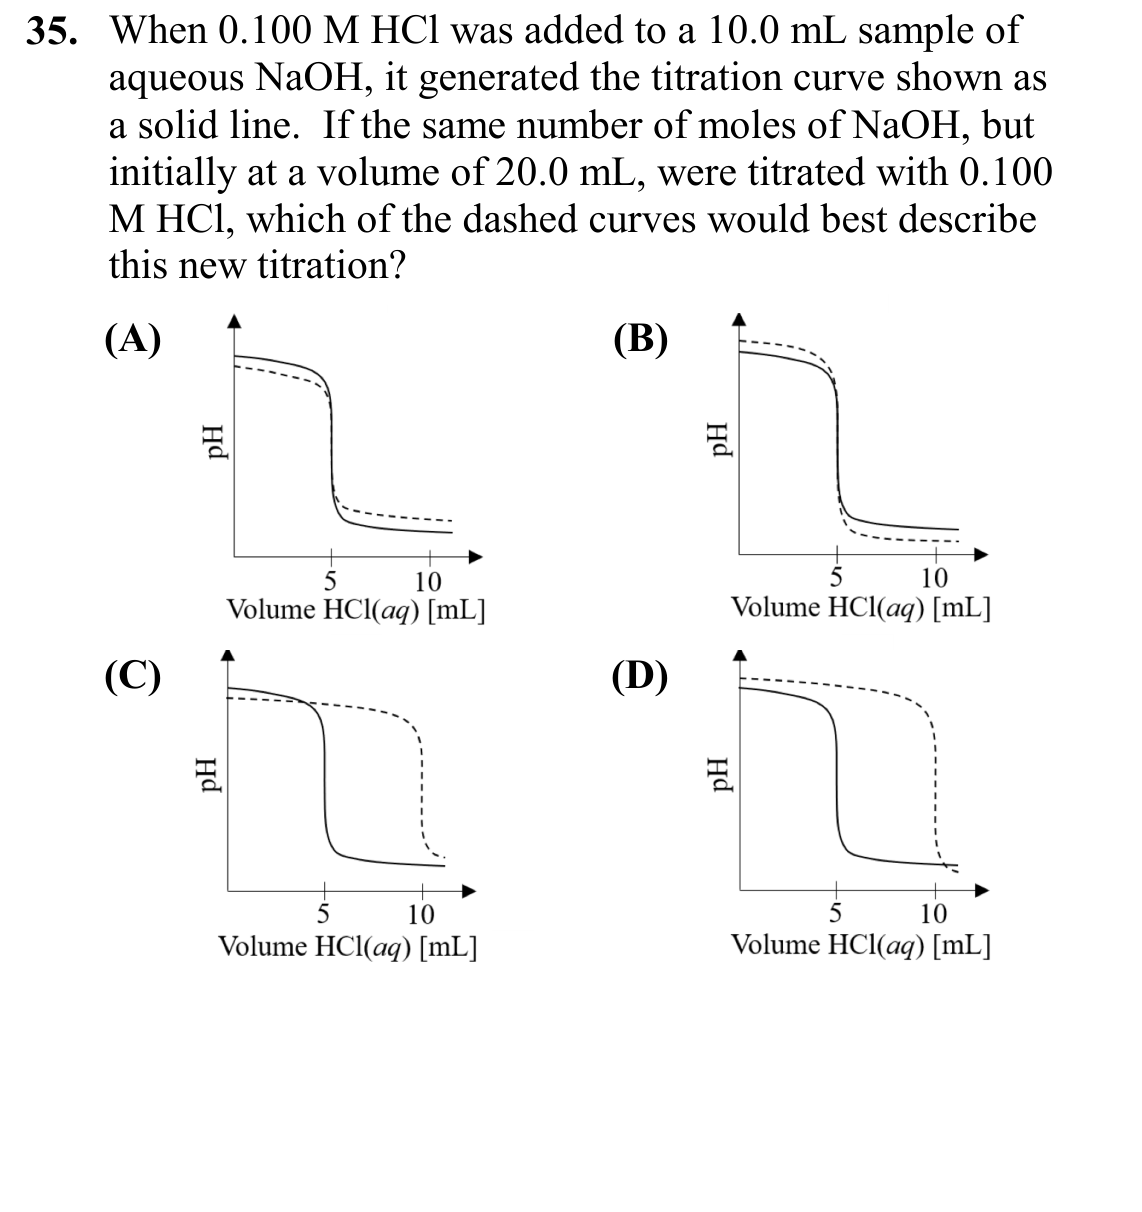 35. When 0.100 M HCl was added to a 10.0 mL sample of
aqueous NaOH, it generated the titration curve shown as
a solid line. If the same number of moles of NaOH, but
initially at a volume of 20.0 mL, were titrated with 0.100
M HCl, which of the dashed curves would best describe
this new titration?
(A)
pH
5 10
Volume HCl(aq) [mL]
(B)
pH
5 10
Volume HCl(aq) [mL]
(C)
pH
5 10
Volume HCl(aq) [mL]
(D)
pH
5 10
Volume HCl(aq) [mL]